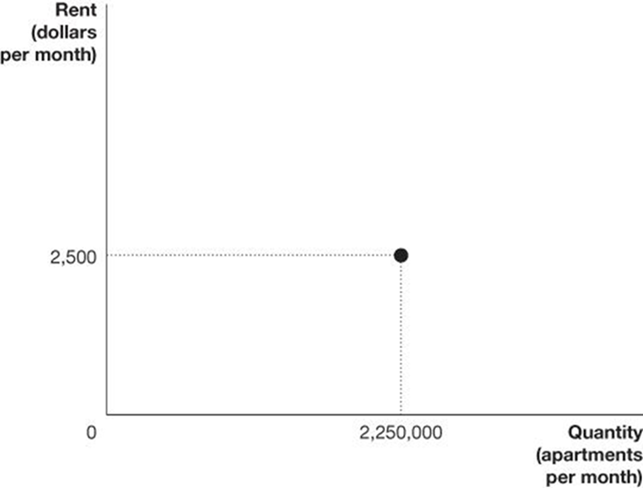 Rent
(dollars
per month)
2,500
0
2,250,000
Quantity
(apartments
per month)